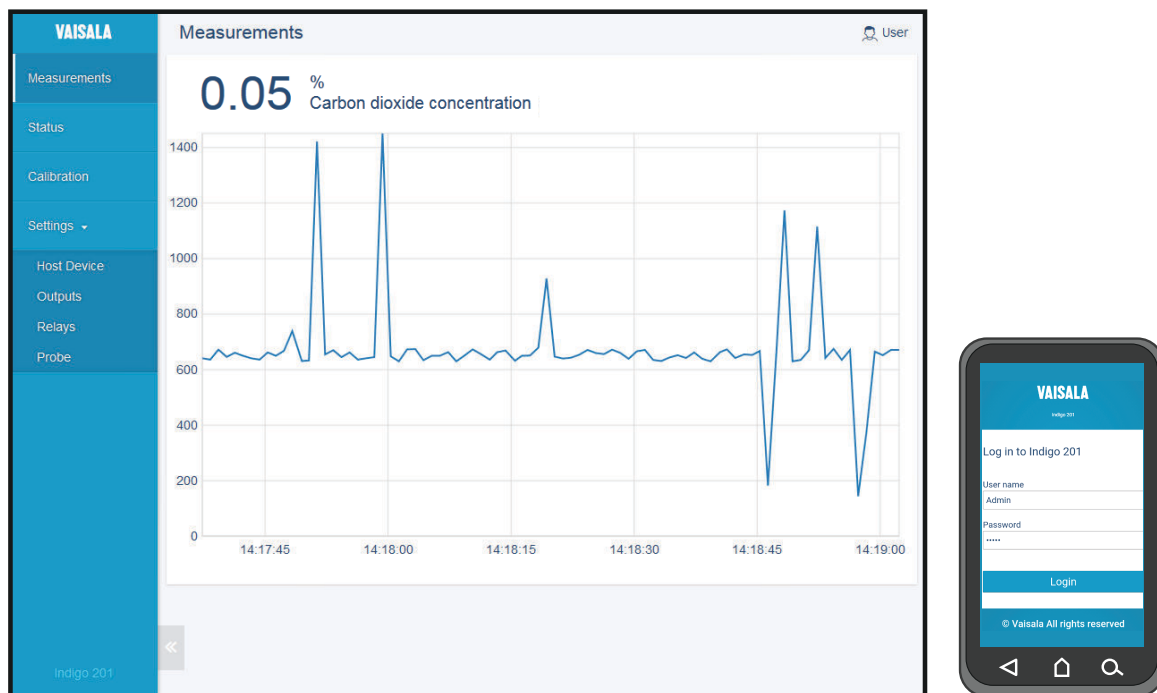 VAISALA
Measurements
User
Measurements
Status
Calibration
Settings
Host Device
Outputs
Relays
Probe
Indigo 201
0.05 %
Carbon dioxide concentration
1400
1200
1000
800
600
400
200
0
14:17:45 14:18:00 14:18:15 14:18:30 14:18:45 14:19:00
VAISALA
Indigo 201
Log in to Indigo 201
User name
Admin
Password
•••••
Login
© Vaisala All rights reserved